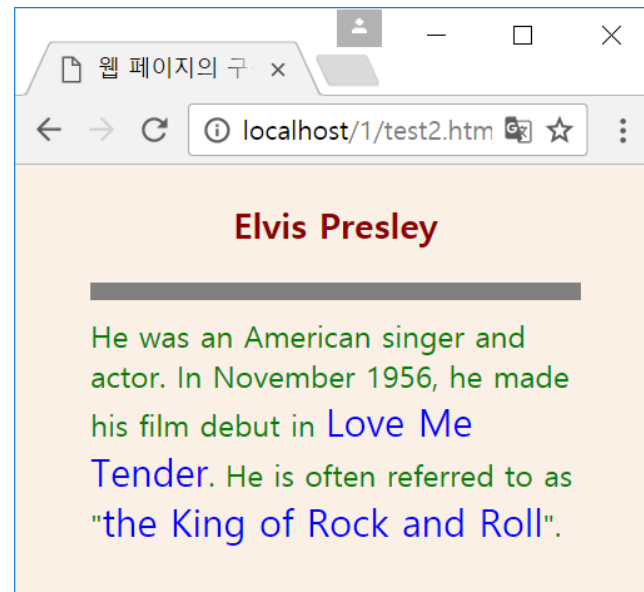 웹 페이지의 구
localhost/1/test2.htm
Elvis Presley
He was an American singer and
actor. In November 1956, he made
his film debut in Love Me
Tender. He is often referred to as
"the King of Rock and Roll".